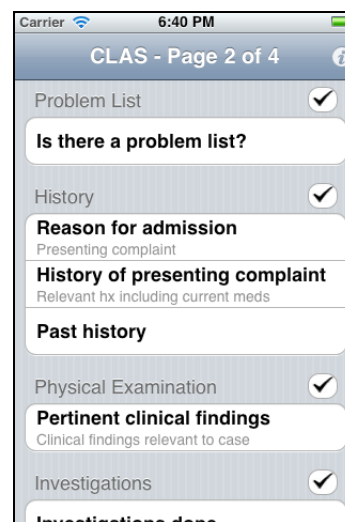 Carrier 6:40 PM
CLAS - Page 2 of 4
Problem List
Is there a problem list?
History
Reason for admission
Presenting complaint
History of presenting complaint
Relevant hx including current meds
Past history
Physical Examination
Pertinent clinical findings
Clinical findings relevant to case
Investigations
Investigations done